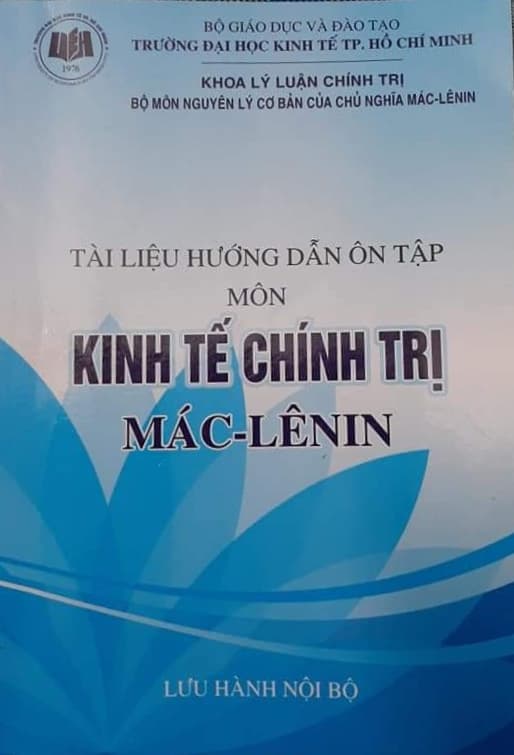 BỘ GIÁO DỤC VÀ ĐÀO TẠO
TRƯỜNG ĐẠI HỌC KINH TẾ TP. HỒ CHÍ MINH
KHOA LÝ LUẬN CHÍNH TRỊ
BỘ MÔN NGUYÊN LÝ CƠ BẢN CỦA CHỦ NGHĨA MÁC-LÊNIN
UEH
1976
TÀI LIỆU HƯỚNG DẪN ÔN TẬP
MÔN
KINH TẾ CHÍNH TRỊ
MÁC-LÊNIN
LƯU HÀNH NỘI BỘ